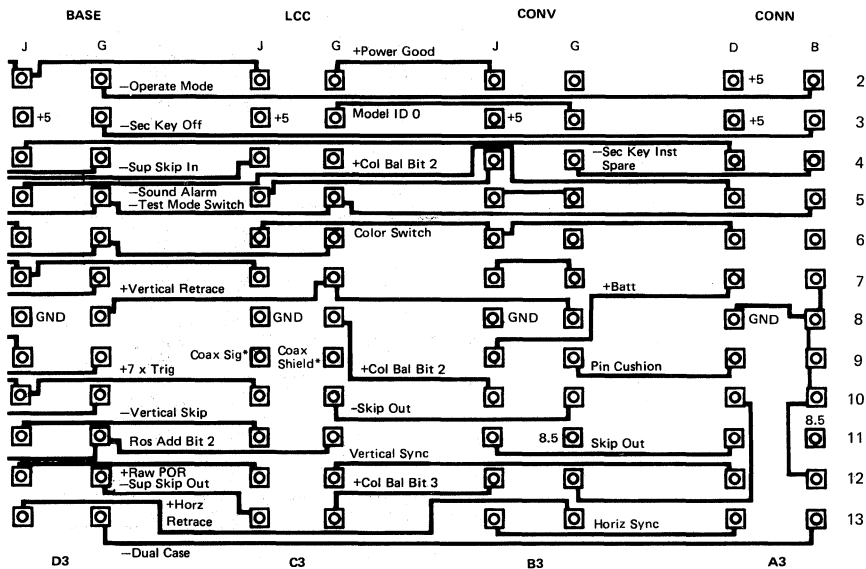 BASE LCC CONV CONN
J G J G J G D B
+Power Good
−Operate Mode +5 2
+5 −Sec Key Off +5 Model ID 0 +5 +5 3
−Sup Skip In +Col Bal Bit 2 −Sec Key Inst
Spare 4
−Sound Alarm
−Test Mode Switch 5
Color Switch 6
+Vertical Retrace +Batt 7
GND GND GND GND 8
+7 x Trig Coax Sig* Coax
Shield* +Col Bal Bit 2 Pin Cushion 9
−Vertical Skip -Skip Out 10
8.5
Ros Add Bit 2 Vertical Sync 8.5 Skip Out 11
+Raw POR
−Sup Skip Out +Col Bal Bit 3 12
+Horz
Retrace Horiz Sync 13
−Dual Case
D3 C3 B3 A3